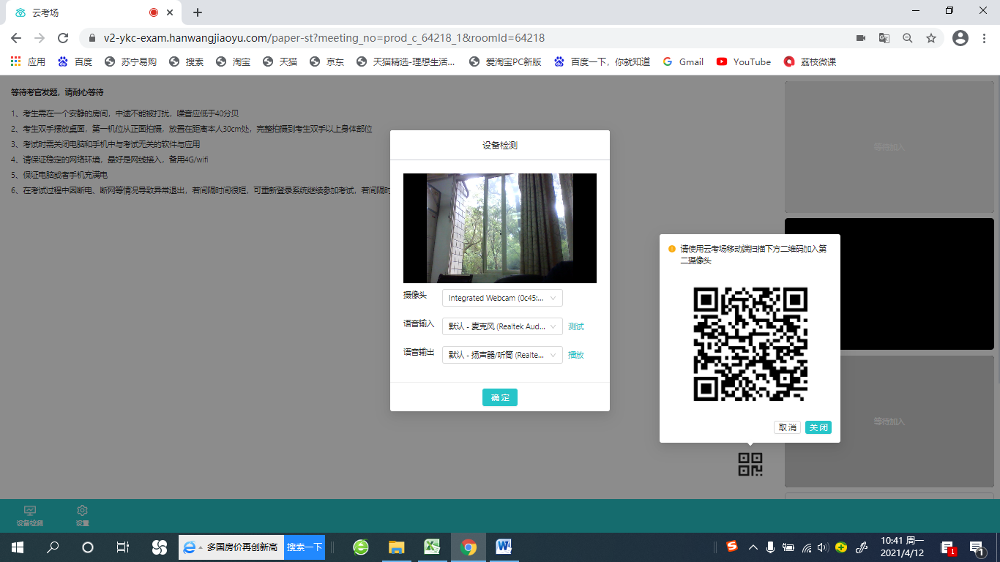 云考场
v2-ykc-exam.hanwangjiaoyu.com/paper-st?meeting_no=prod_c_64218_1&roomId=64218
应用 百度 苏宁易购 搜索 淘宝 天猫 京东 天猫精选-理想生活... 爱淘宝PC新版 百度一下，你就知道 Gmail YouTube 荔枝微课
等待考官发题，请耐心等待
1、考生需在一个安静的房间，中途不能被打扰，噪音应低于40分贝
2、考生双手摆放桌面，第一机位从正面拍摄，放置在距离本人30cm处，完整拍摄到考生双手以上身体部位
3、考试时需关闭电脑和手机中与考试无关的软件与应用
4、请保证稳定的网络环境，最好是网线接入，备用4G/wifi
5、保证电脑或者手机充满电
6、在考试过程中因断电、断网等情况导致异常退出，若间隔时间很短，可重新登录系统继续参加考试，若间隔时
设备检测
摄像头 Integrated Webcam (0c45:...
语音输入 默认 - 麦克风 (Realtek Aud... 测试
语音输出 默认 - 扬声器/听筒 (Realte... 播放
确 定
等待加入
请使用云考场移动端扫描下方二维码加入第
二摄像头
取 消 关 闭
等待加入
设备检测 设置
多国房价再创新高 搜索一下
10:41 周一
2021/4/12
1
1